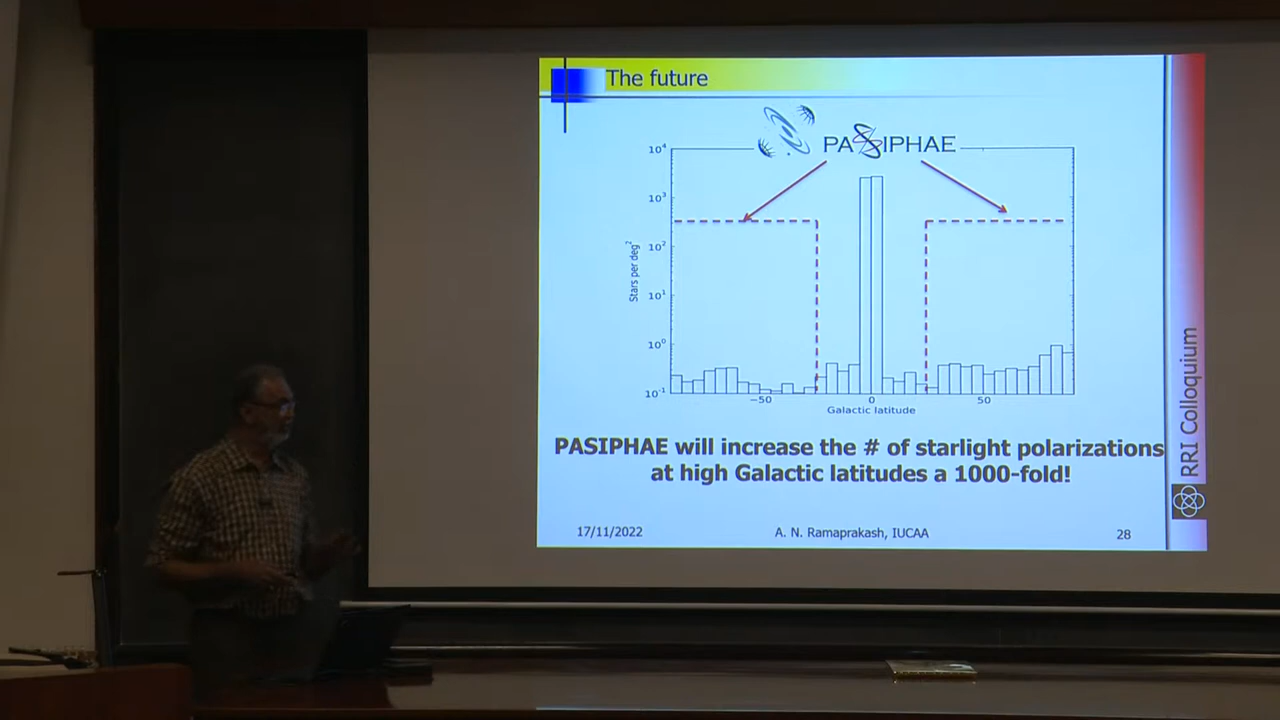 The future
PASIPHAE
10⁴
10³
10²
10¹
10⁰
10⁻¹
Stars per deg²
−50
0
50
Galactic latitude
PASIPHAE will increase the # of starlight polarizations
at high Galactic latitudes a 1000-fold!
17/11/2022
A. N. Ramaprakash, IUCAA
28
RRI Colloquium